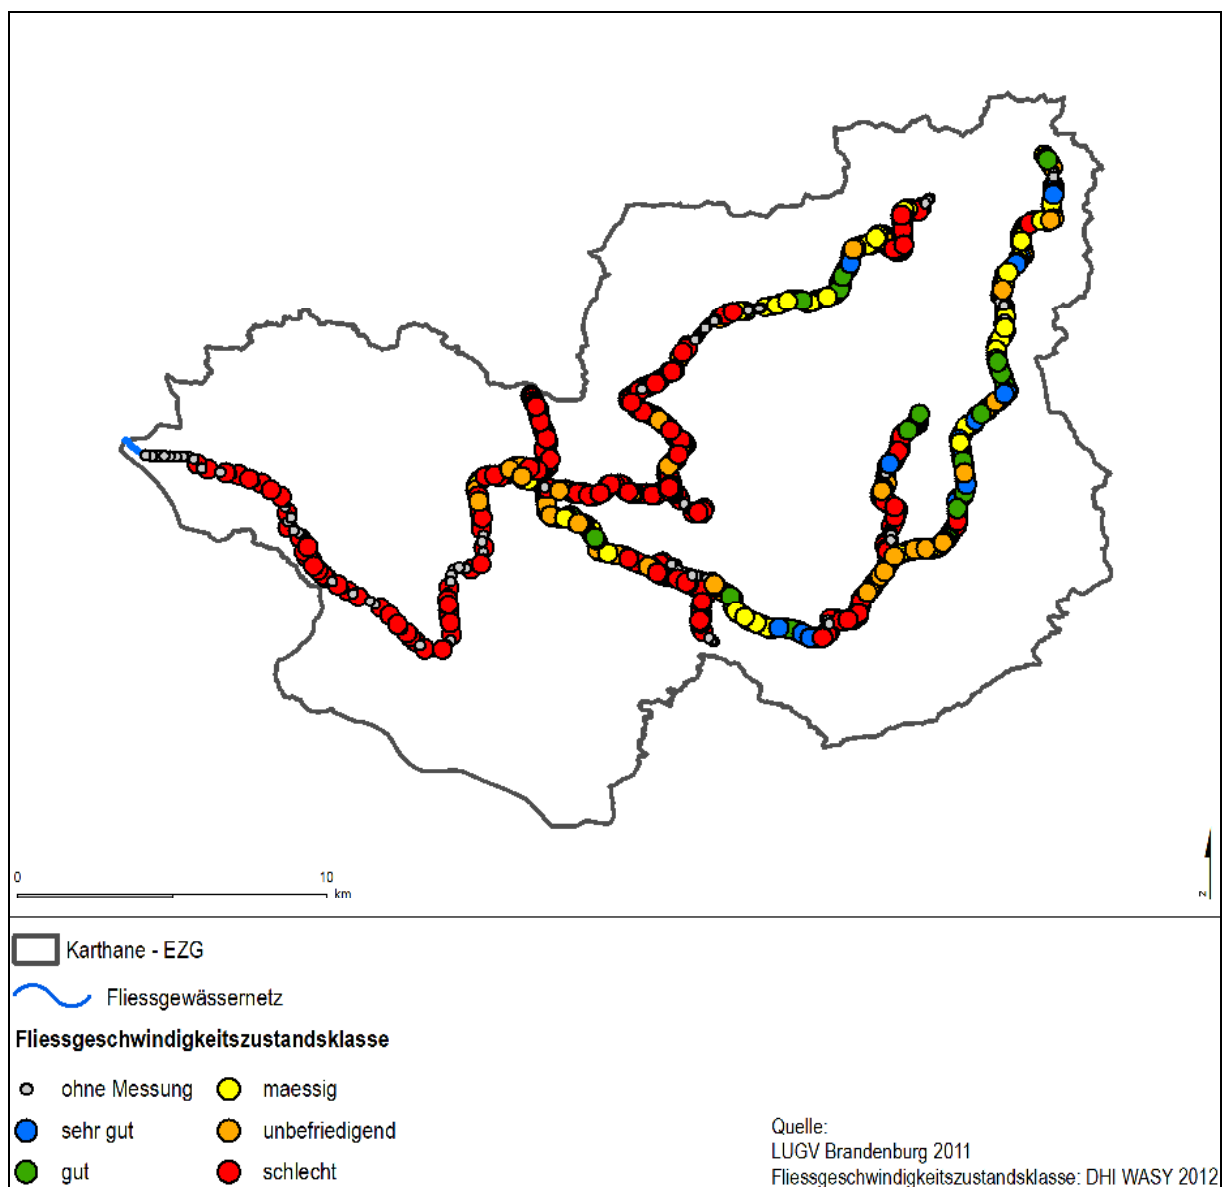 0 10
km
z
Karthane - EZG
Fliessgewässernetz
Fliessgeschwindigkeitszustandsklasse
ohne Messung
maessig
sehr gut
unbefriedigend
gut
schlecht
Quelle:
LUGV Brandenburg 2011
Fliessgeschwindigkeitszustandsklasse: DHI WASY 2012